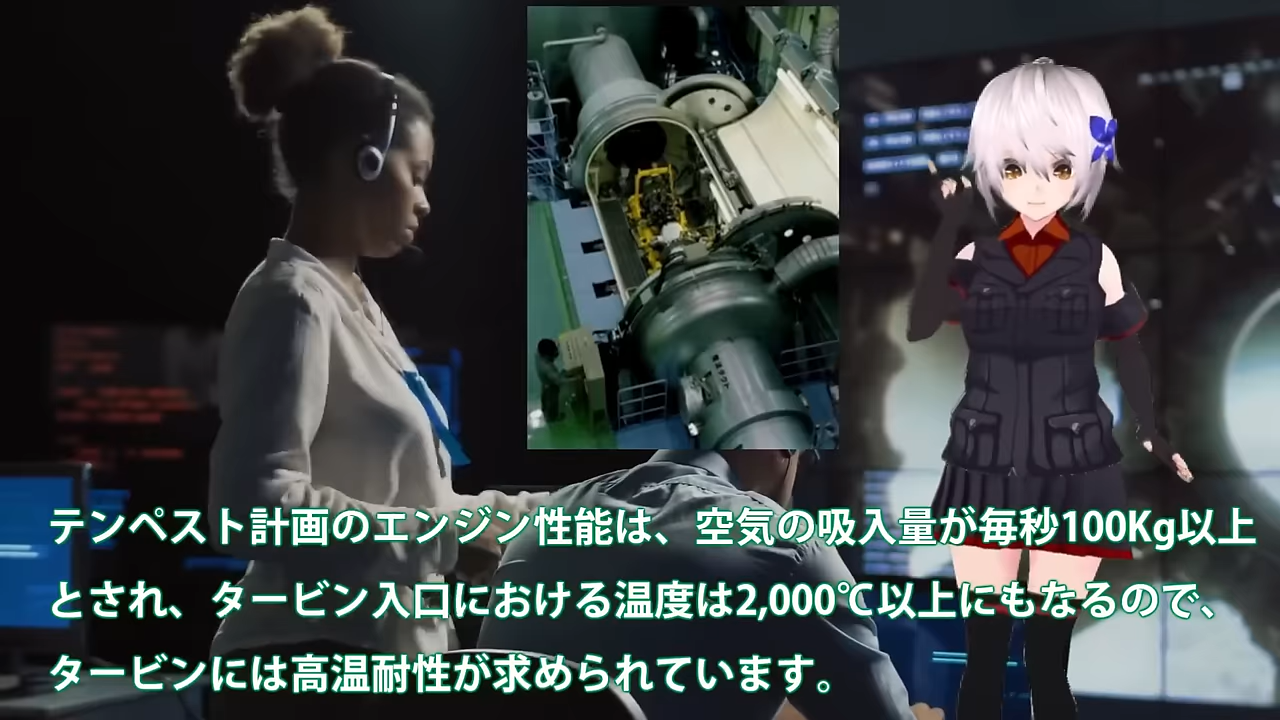 テンペスト計画のエンジン性能は、空気の吸入量が毎秒100Kg以上
とされ、タービン入口における温度は2,000℃以上にもなるので、
タービンには高温耐性が求められています。